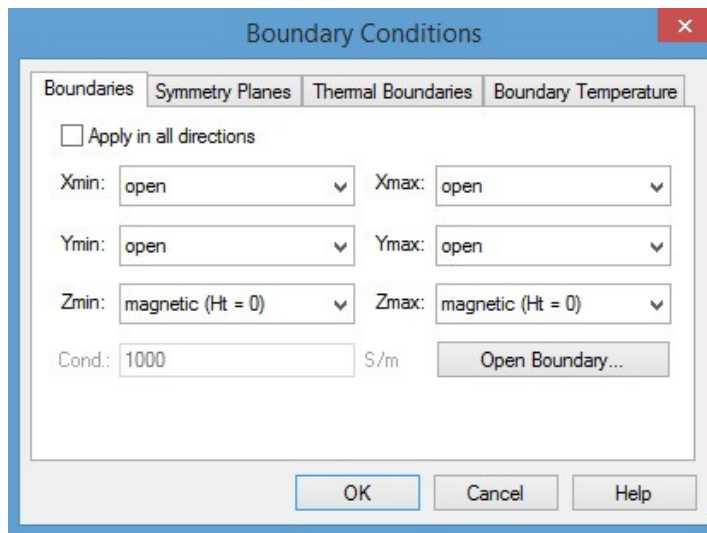 Boundary Conditions
Boundaries Symmetry Planes Thermal Boundaries Boundary Temperature
Apply in all directions
Xmin: open Xmax: open
Ymin: open Ymax: open
Zmin: magnetic (Ht = 0) Zmax: magnetic (Ht = 0)
Cond.: 1000 S/m Open Boundary...
OK Cancel Help